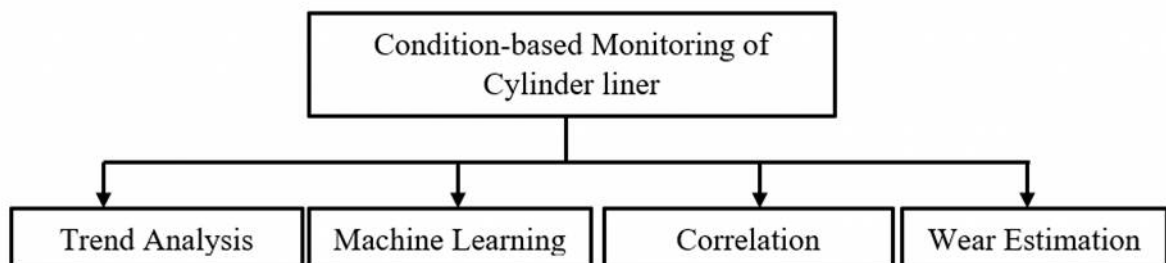 Condition-based Monitoring of
Cylinder liner
Trend Analysis
Machine Learning
Correlation
Wear Estimation